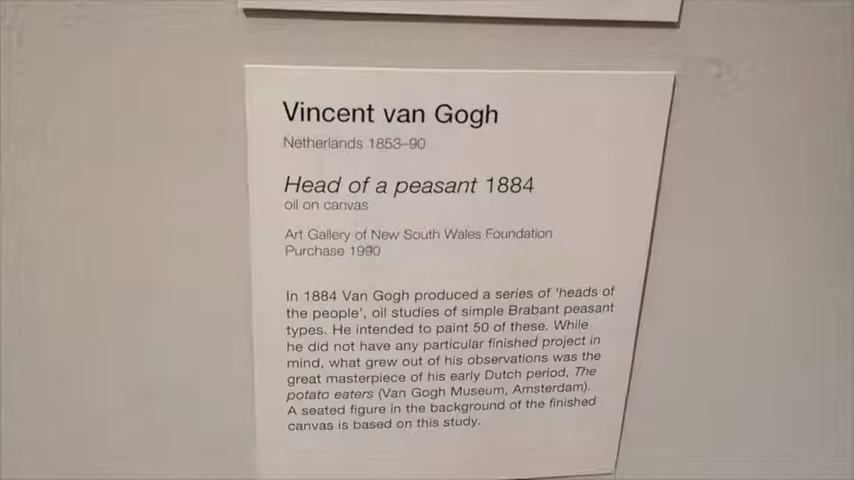 Vincent van Gogh
Netherlands 1853–90
Head of a peasant 1884
oil on canvas
Art Gallery of New South Wales Foundation
Purchase 1990
In 1884 Van Gogh produced a series of ‘heads of
the people’, oil studies of simple Brabant peasant
types. He intended to paint 50 of these. While
he did not have any particular finished project in
mind, what grew out of his observations was the
great masterpiece of his early Dutch period, The
potato eaters (Van Gogh Museum, Amsterdam).
A seated figure in the background of the finished
canvas is based on this study.